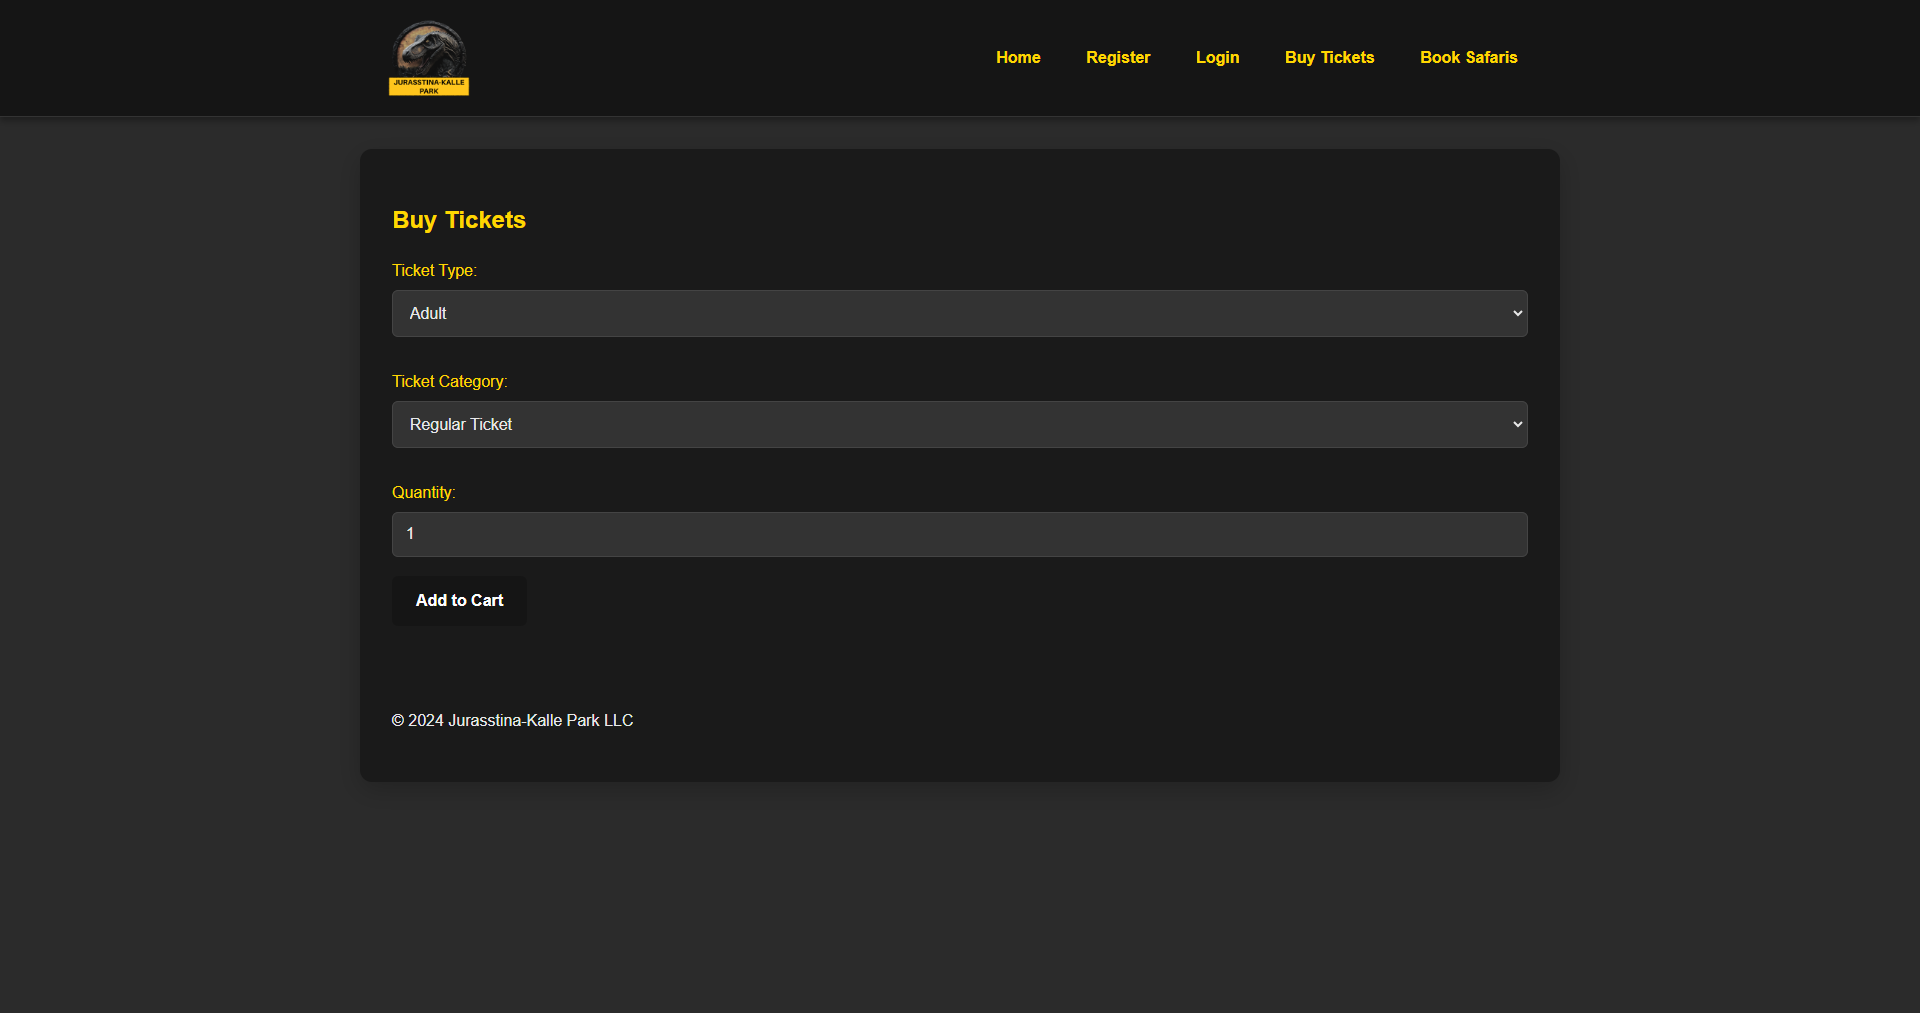 JURASSTINA-KALLE
PARK
Home Register Login Buy Tickets Book Safaris
Buy Tickets
Ticket Type:
Adult
Ticket Category:
Regular Ticket
Quantity:
1
Add to Cart
© 2024 Jurasstina-Kalle Park LLC